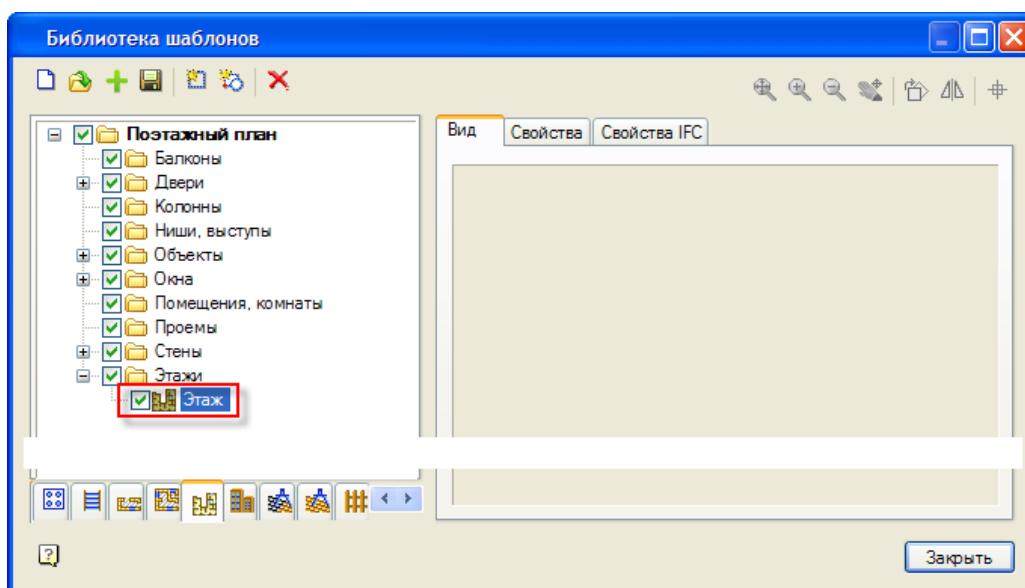 Библиотека шаблонов
Вид Свойства Свойства IFC
Поэтажный план
Балконы
Двери
Колонны
Ниши, выступы
Объекты
Окна
Помещения, комнаты
Проемы
Стены
Этажи
Этаж
Закрыть